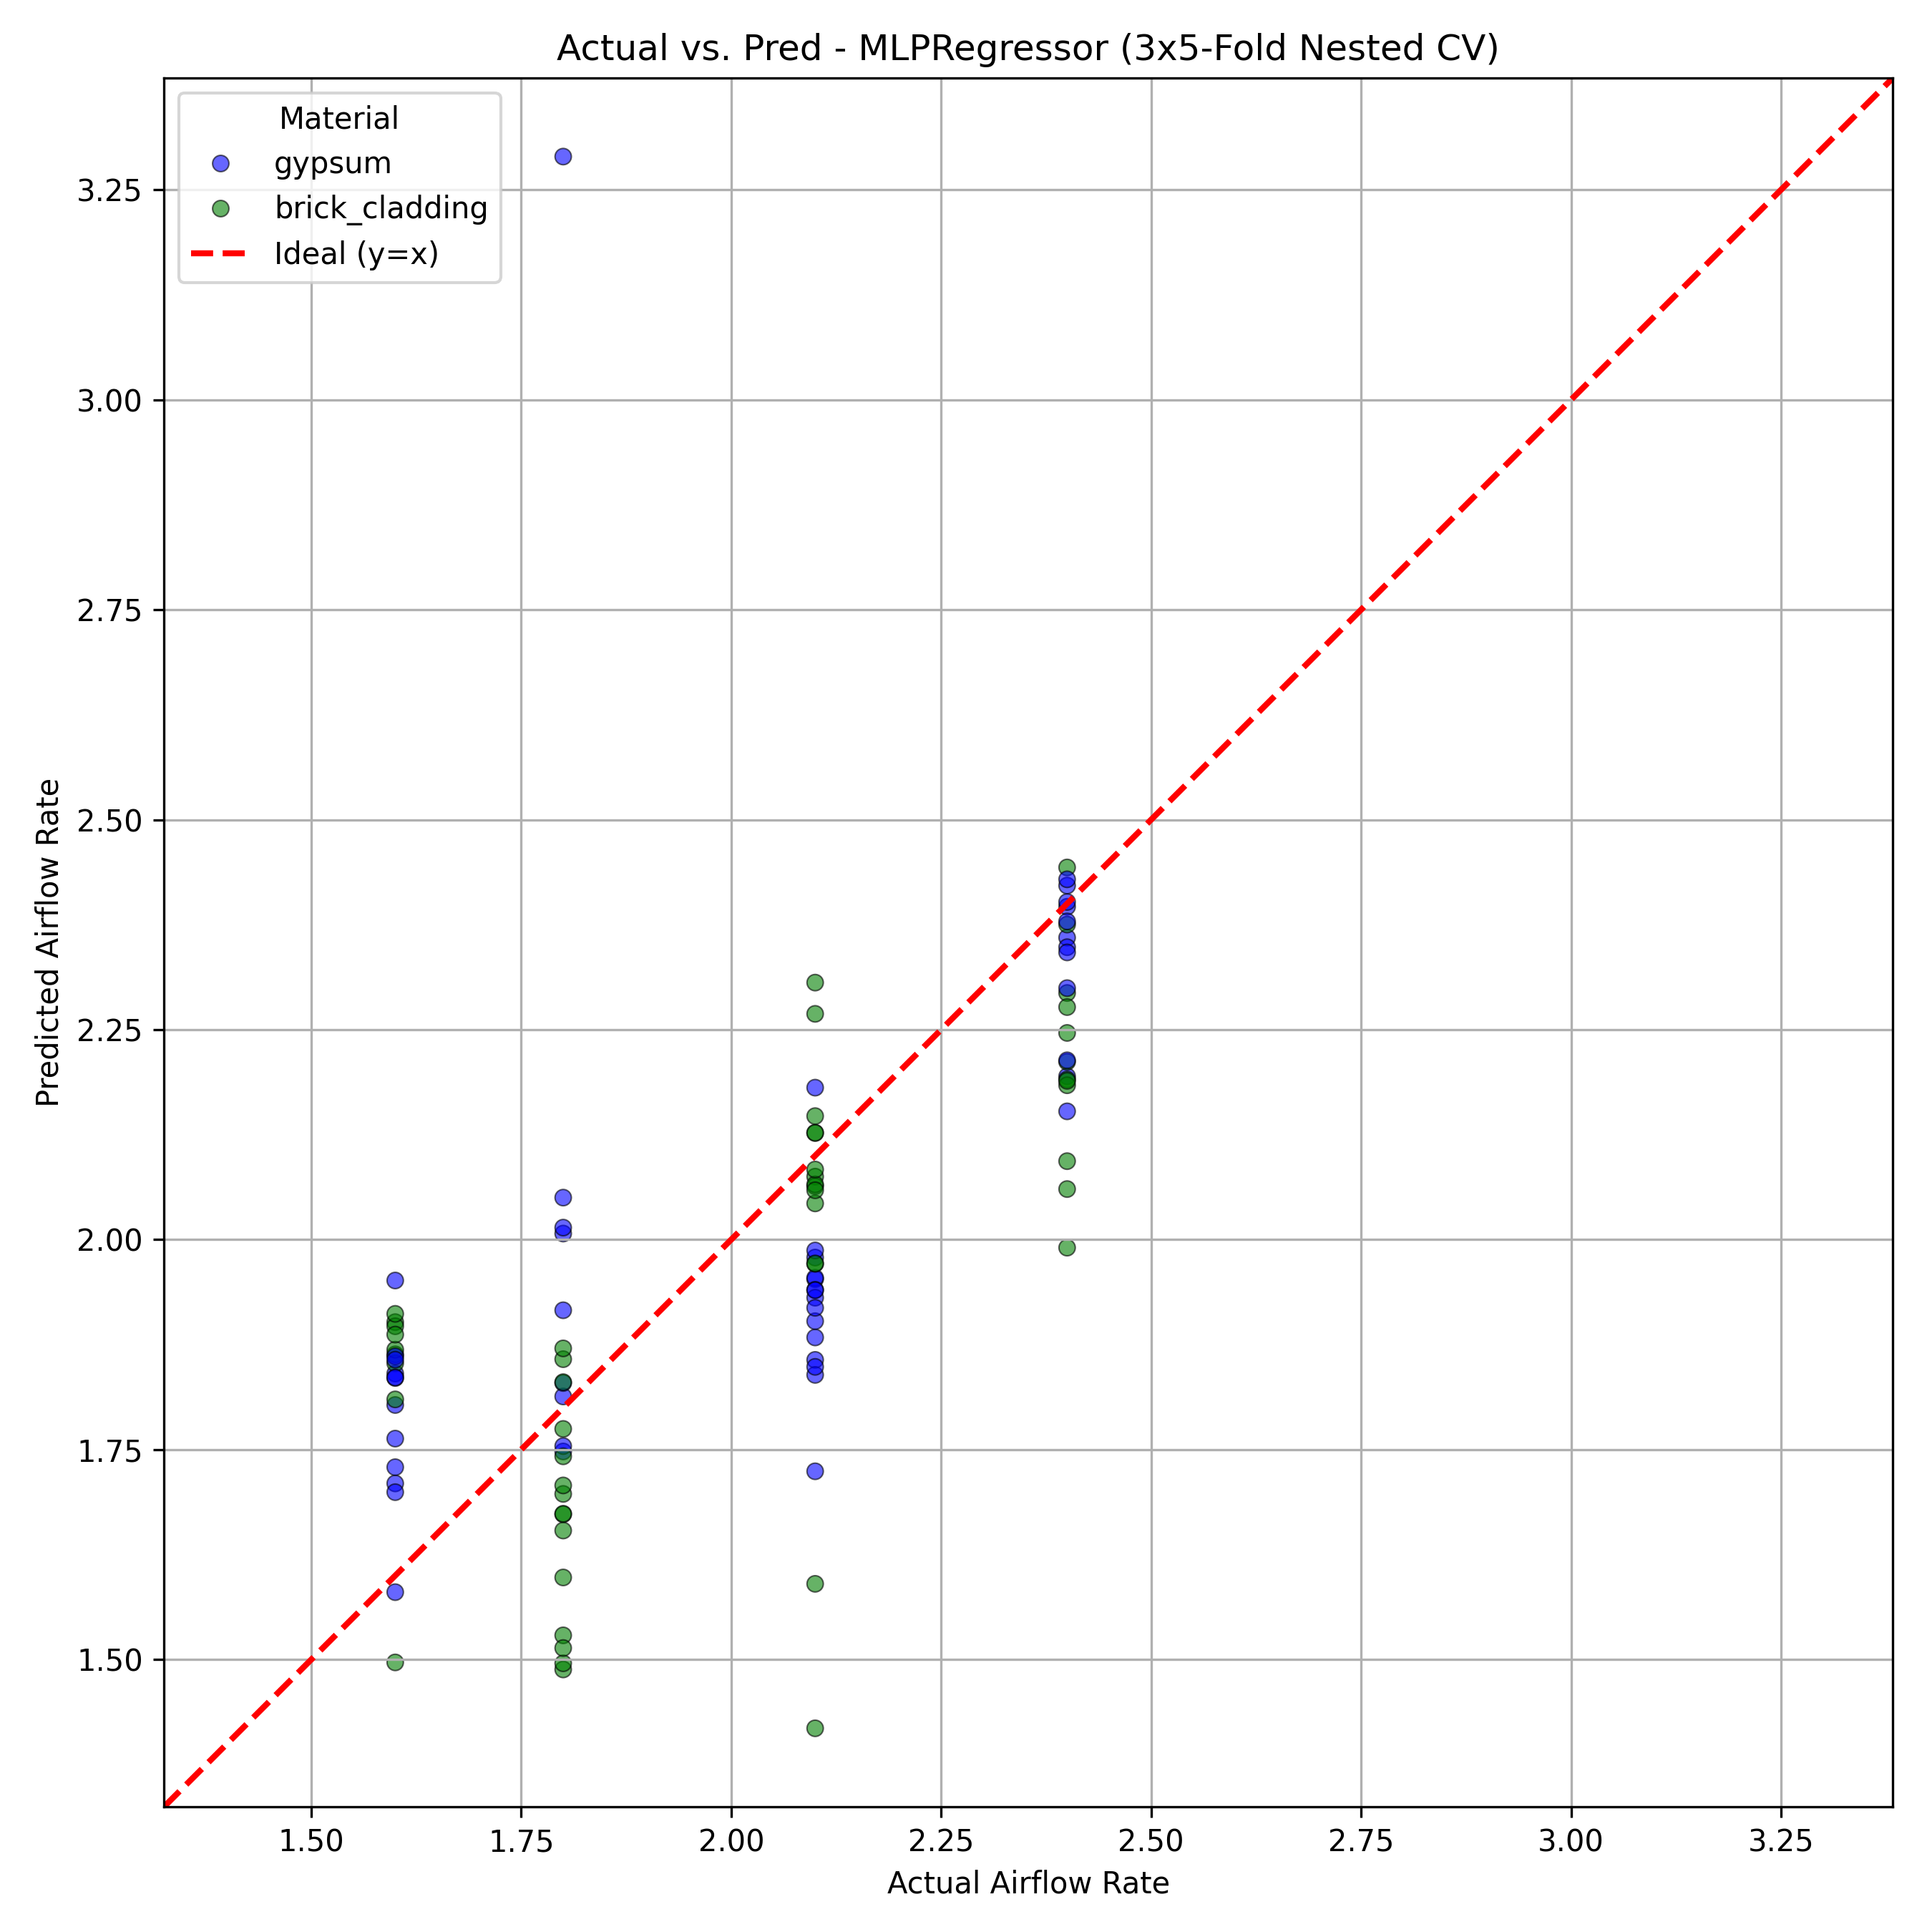 Actual vs. Pred - MLPRegressor (3x5-Fold Nested CV)
Material
gypsum
brick_cladding
Ideal (y=x)
3.25
3.00
2.75
2.50
2.25
2.00
1.75
1.50
Predicted Airflow Rate
1.50 1.75 2.00 2.25 2.50 2.75 3.00 3.25
Actual Airflow Rate